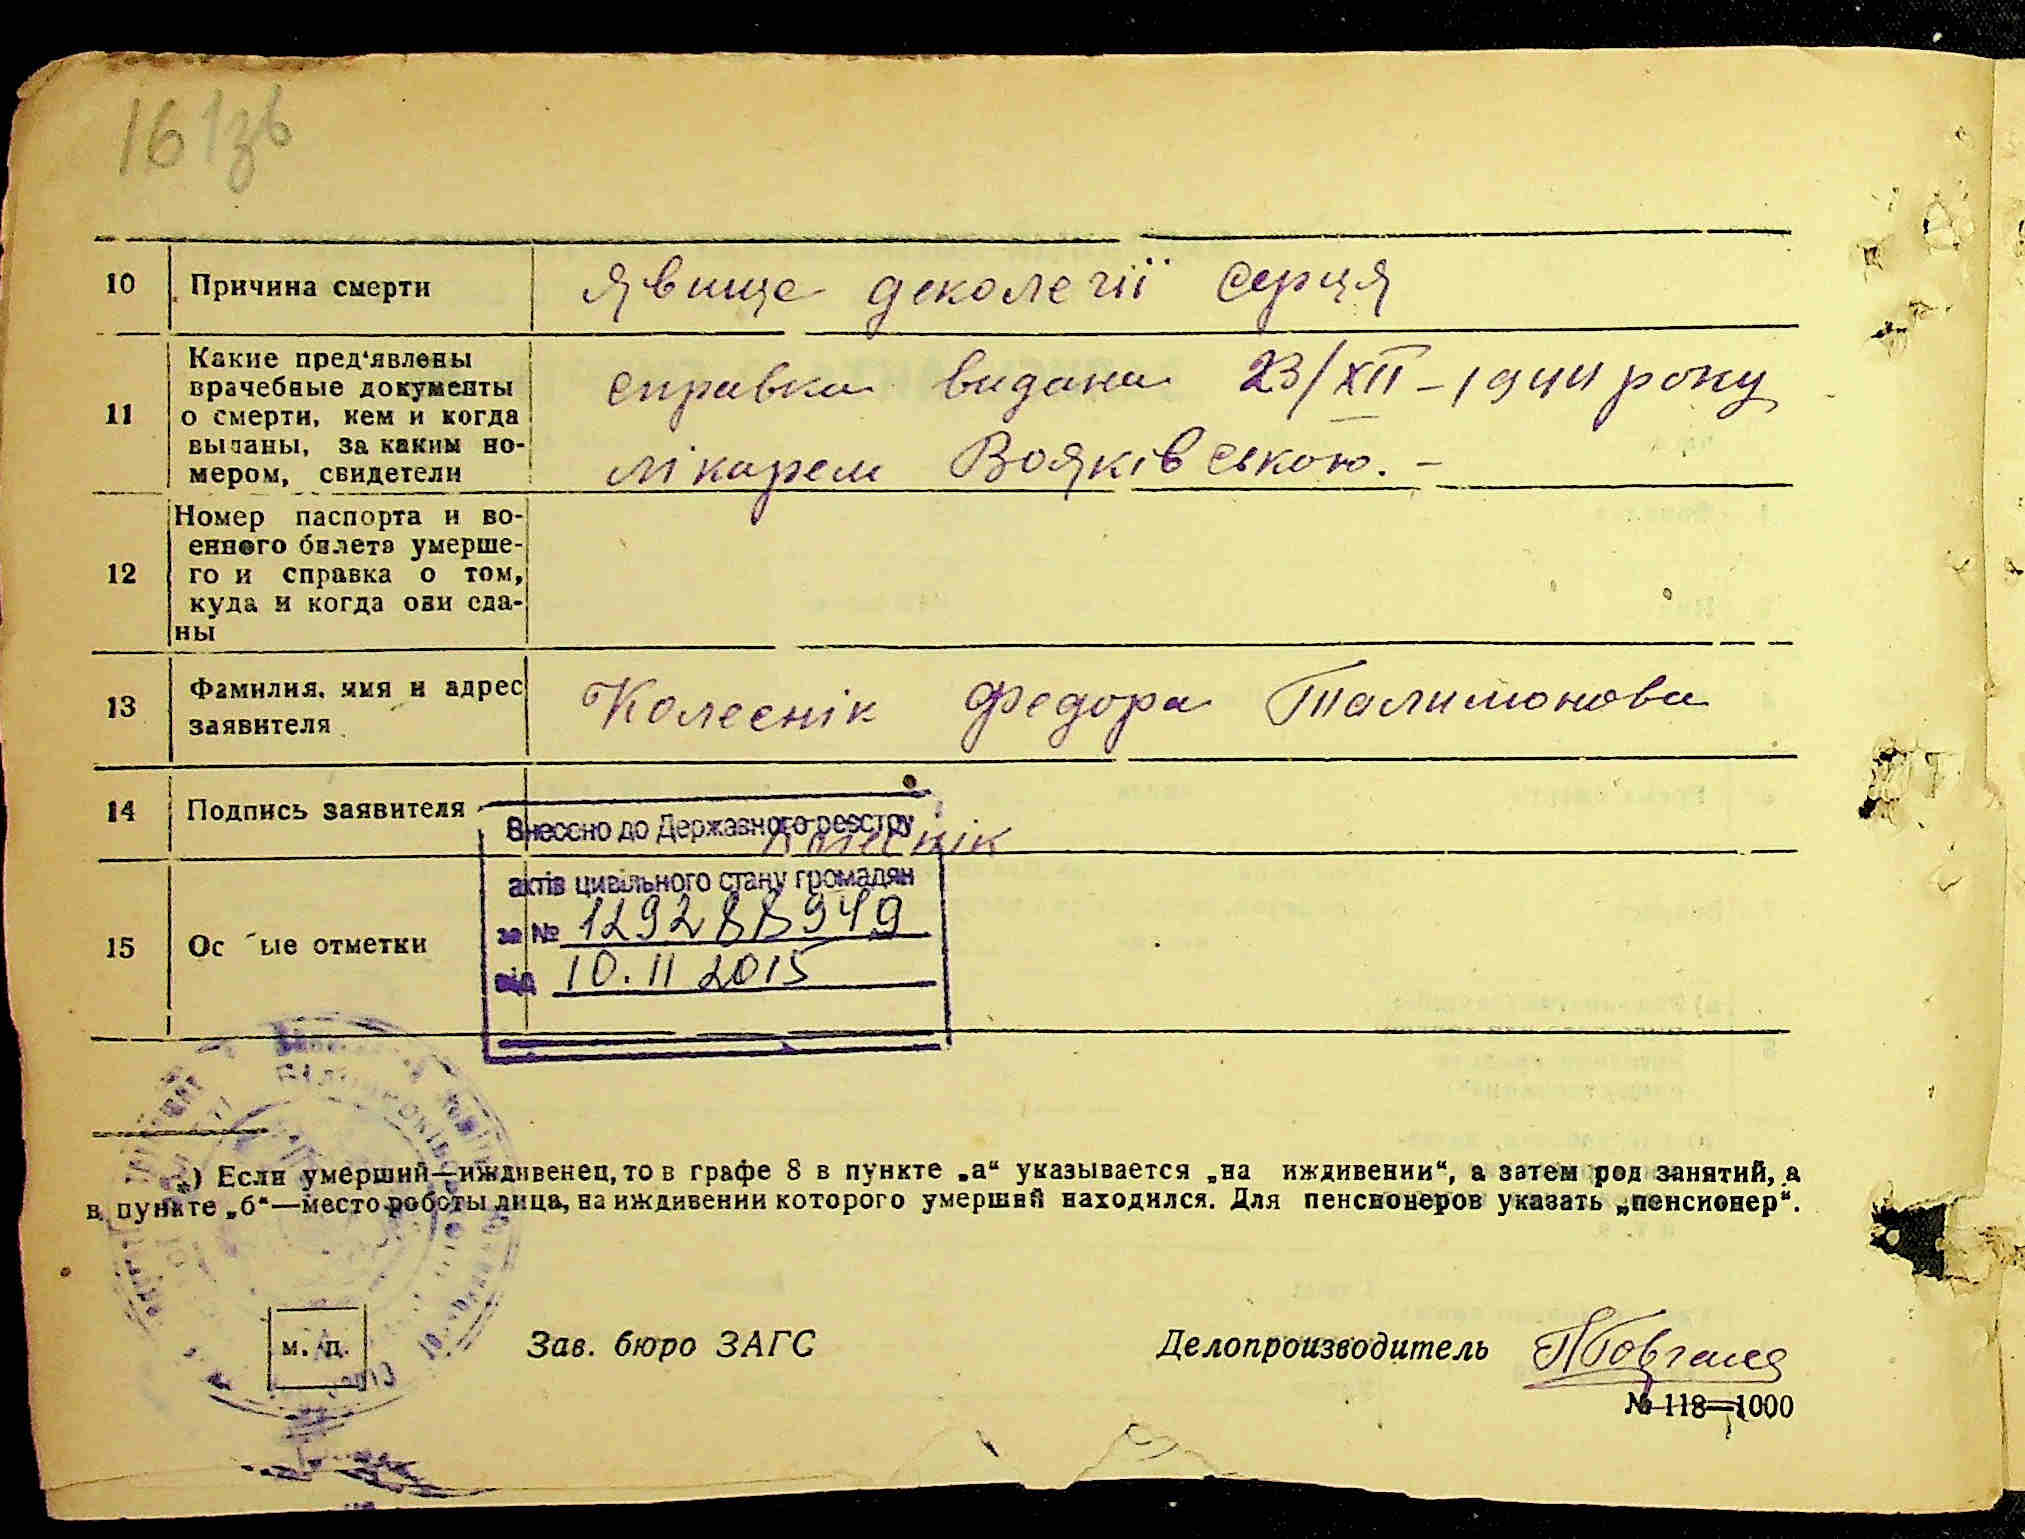 161зв
10 Причина смерти Явище деколегії серця
11 Какие пред‘явлены врачебные документы о смерти, кем и когда выданы, за каким но- мером, свидетели
справка видана 23/XII – 1944 року
лікарем Вояківською. –
12 Номер паспорта и во-
енного билета умерше-
го и справка о том,
куда и когда они сда-
ны
13 Фамилия, имя и адрес заявителя Колеснік Федора Талимонова
14 Подпись заявителя
Внесено до Державного реєстру
актів цивільного стану громадян
15 Ос ые отметки
за № 129288949
від 10.11 2015
*) Если умерший—иждивенец, то в графе 8 в пункте „а“ указывается „на иждивении“, а затем род занятий, а
в пункте „б“—место роботы лица, на иждивении которого умерший находился. Для пенсионеров указать „пенсионер“.
м. п. Зав. бюро ЗАГС Делопроизводитель
№ 118—1000